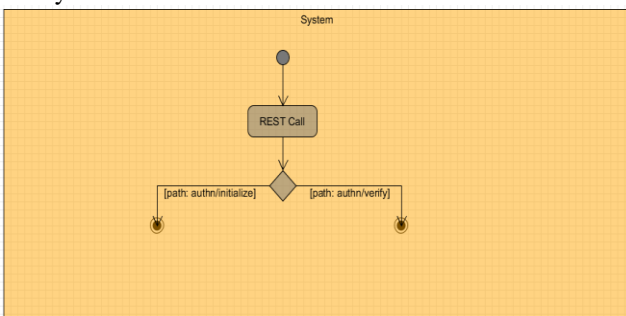 System
REST Call
[path: authn/initialize]
[path: authn/verify]